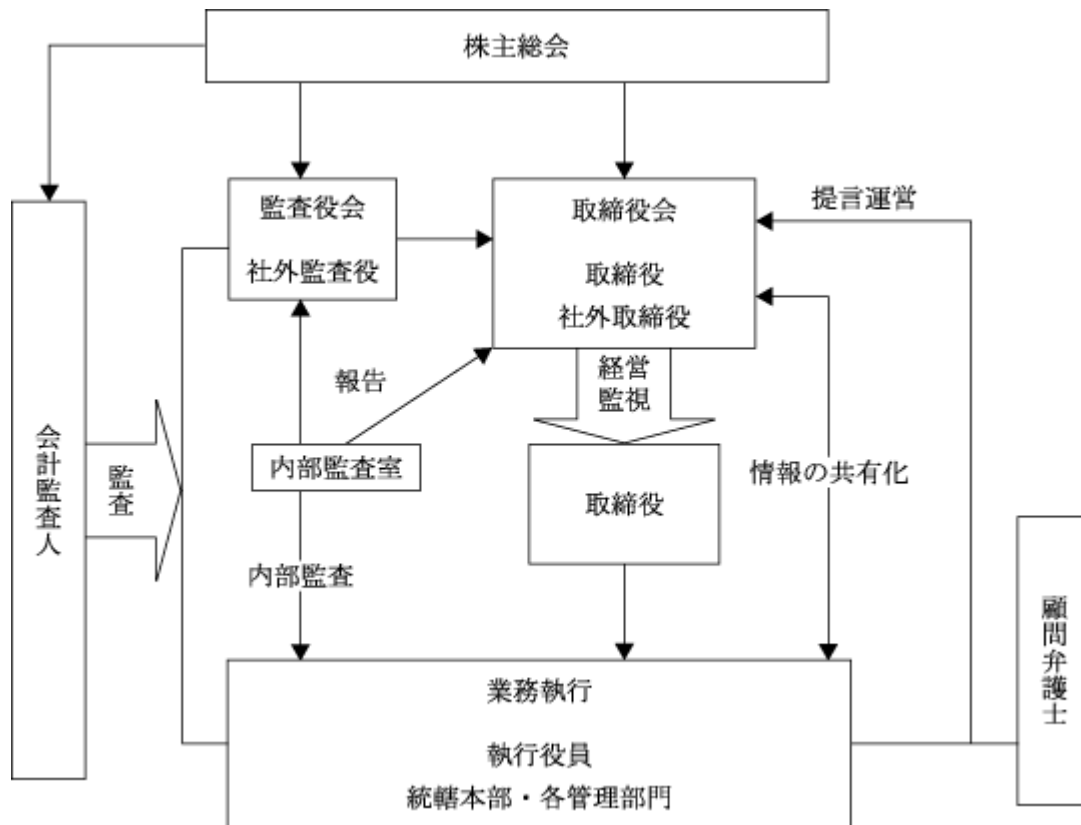 株主総会
監査役会
社外監査役
取締役会
取締役
社外取締役
提言運営
報告
経営
監視
会計監査人
監査
内部監査室
取締役
情報の共有化
内部監査
顧問弁護士
業務執行
執行役員
統轄本部・各管理部門